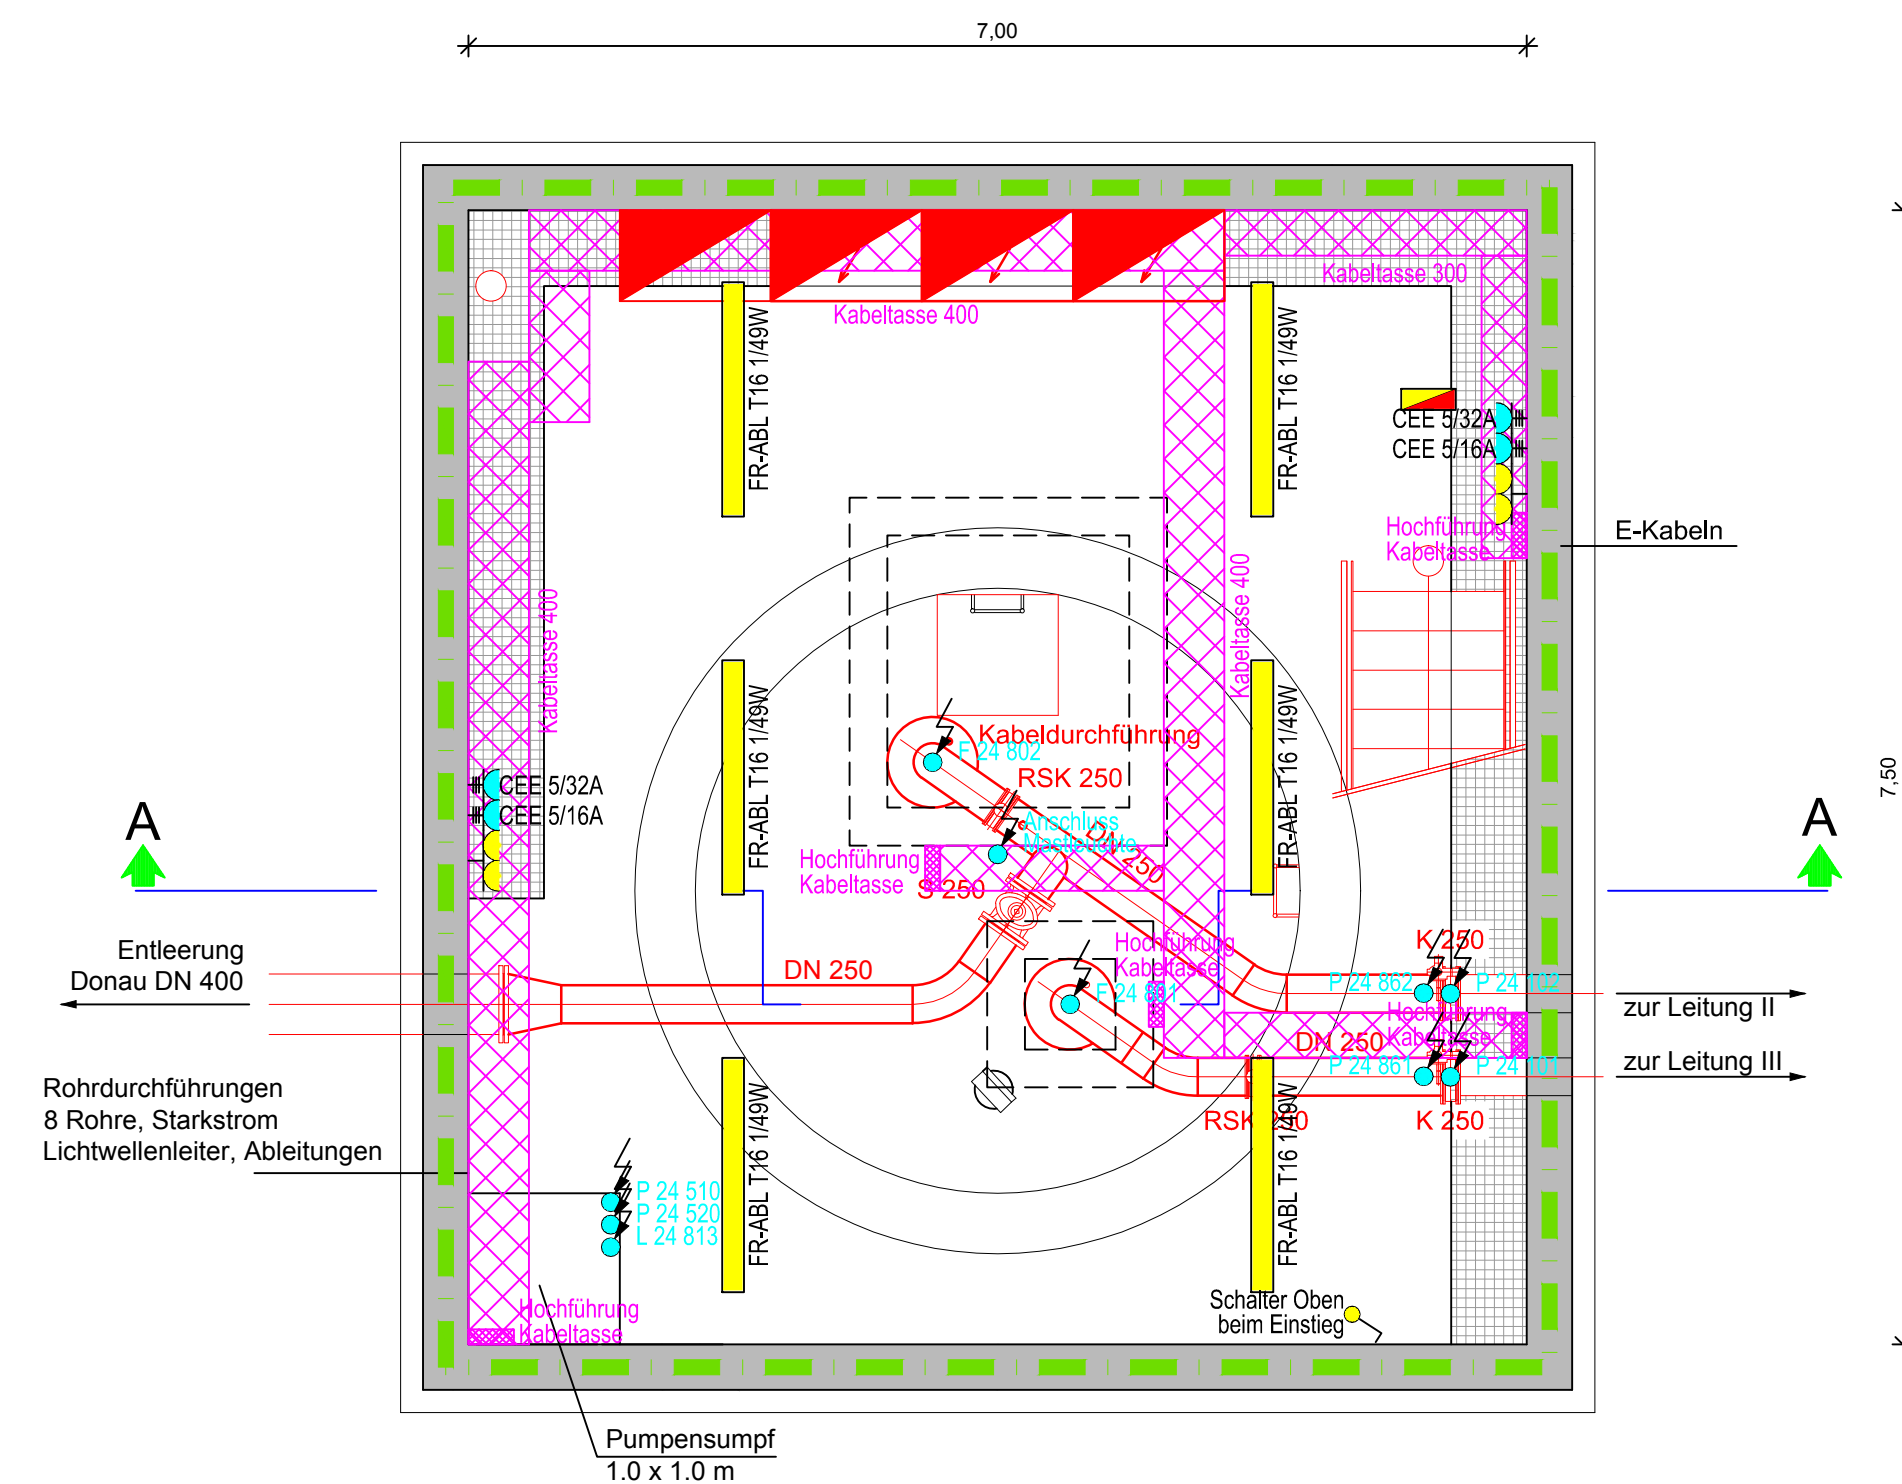 7,00
Kabeltasse 300
Kabeltasse 400
FR-ABL T16 1/49W
FR-ABL T16 1/49W
CEE 5/32A
CEE 5/16A
Hochführung
Kabeltasse
E-Kabeln
Kabeltasse 400
Kabeltasse 400
FR-ABL T16 1/49W
FR-ABL T16 1/49W
Kabeldurchführung
F 24 802
RSK 250
7,50
CEE 5/32A
CEE 5/16A
A
A
Anschluss
Mastleuchte
DN 250
Hochführung
Kabeltasse
S 250
Entleerung
Donau DN 400
DN 250
Hochführung
Kabeltasse
F 24 801
K 250
P 24 862
P 24 102
zur Leitung II
Hochführung
Kabeltasse
DN 250
P 24 861
P 24 101
zur Leitung III
RSK 250
K 250
Rohrdurchführungen
8 Rohre, Starkstrom
Lichtwellenleiter, Ableitungen
FR-ABL T16 1/49W
FR-ABL T16 1/49W
P 24 510
P 24 520
L 24 813
Hochführung
Kabeltasse
Schalter Oben
beim Einstieg
Pumpensumpf
1.0 x 1.0 m